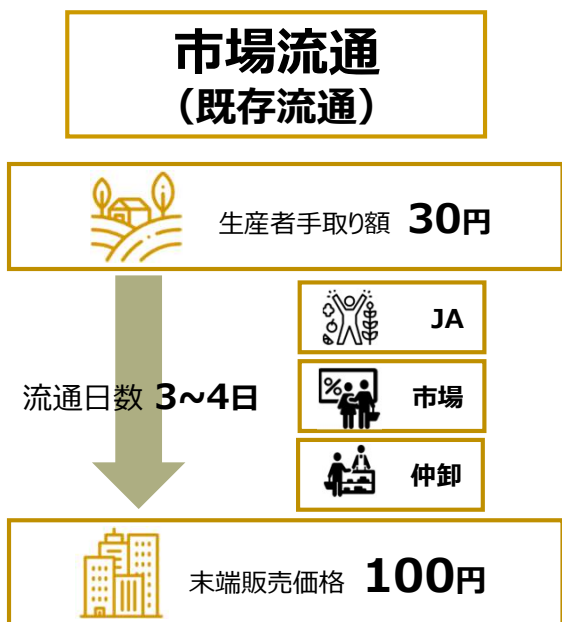 市場流通
（既存流通）
生産者手取り額 30円
JA
%
流通日数 3~4日
市場
仲卸
末端販売価格 100円